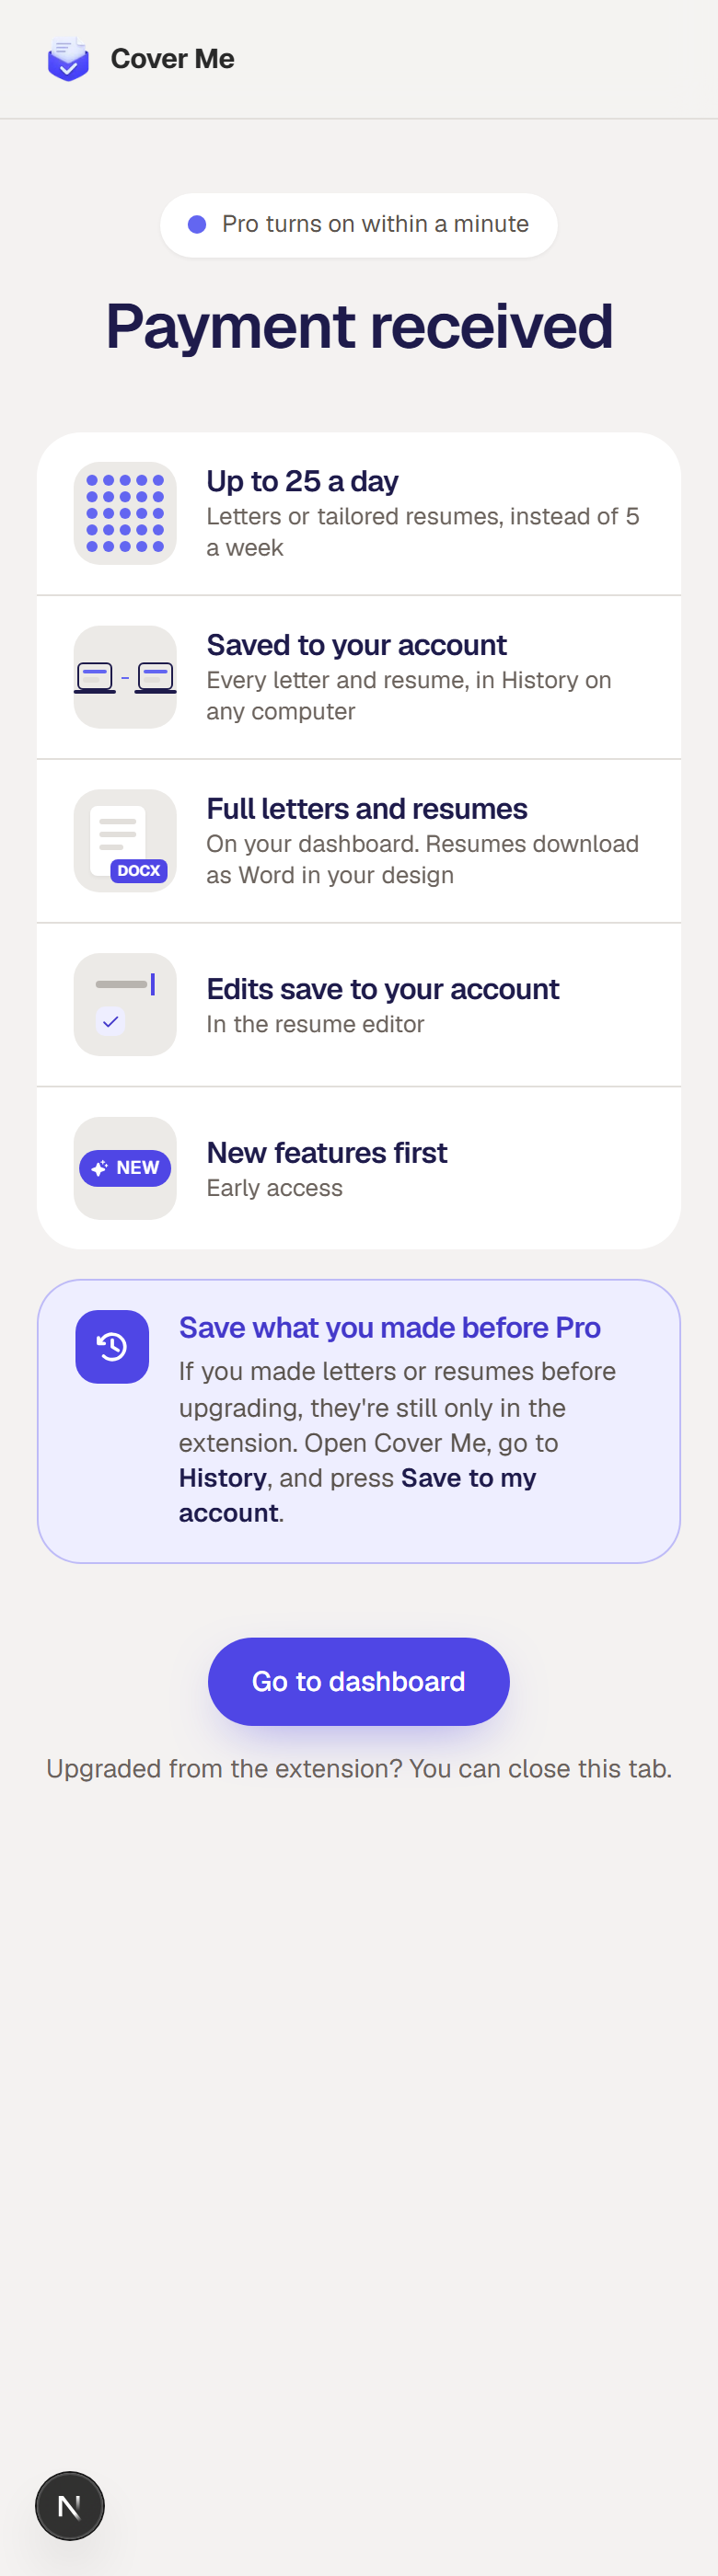 Cover Me
Pro turns on within a minute
Payment received
Up to 25 a day
Letters or tailored resumes, instead of 5
a week
Saved to your account
Every letter and resume, in History on
any computer
Full letters and resumes
On your dashboard. Resumes download
as Word in your design
DOCX
Edits save to your account
In the resume editor
NEW
New features first
Early access
Save what you made before Pro
If you made letters or resumes before
upgrading, they're still only in the
extension. Open Cover Me, go to
History, and press Save to my
account.
Go to dashboard
Upgraded from the extension? You can close this tab.
N